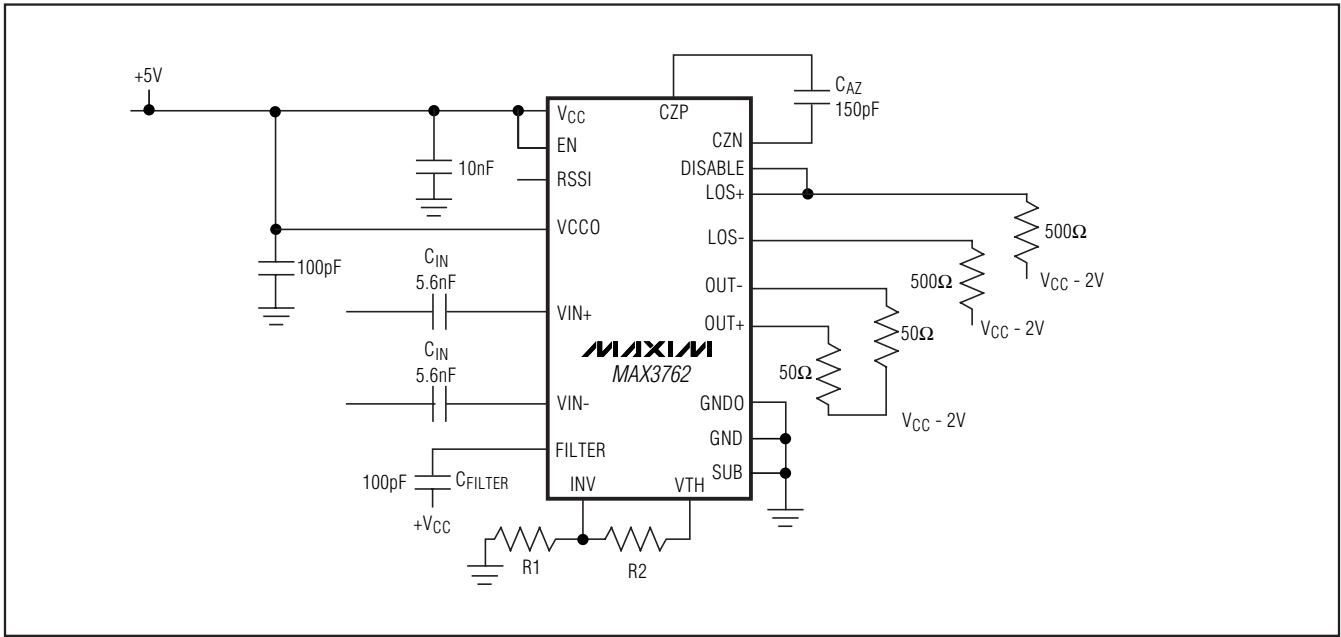 +5V
VCC
EN
RSSI
VCCO
VIN+
VIN-
FILTER
INV
VTH
CZP
CZN
DISABLE
LOS+
LOS-
OUT-
OUT+
GNDO
GND
SUB
MAXIM
MAX3762
CAZ
150pF
10nF
100pF
CIN
5.6nF
CIN
5.6nF
100pF
CFILTER
+VCC
R1
R2
500Ω
VCC - 2V
500Ω
VCC - 2V
50Ω
50Ω
VCC - 2V